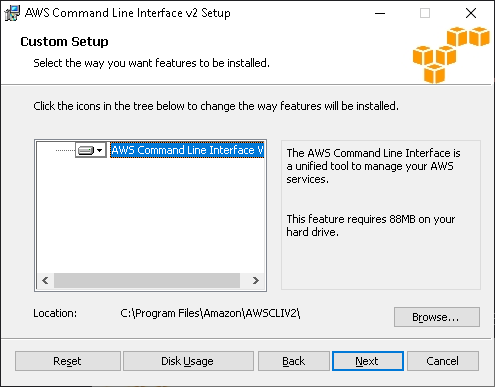 AWS Command Line Interface v2 Setup
Custom Setup
Select the way you want features to be installed.
Click the icons in the tree below to change the way features will be installed.
AWS Command Line Interface V
The AWS Command Line Interface is
a unified tool to manage your AWS
services.
This feature requires 88MB on your
hard drive.
Location: C:\Program Files\Amazon\AWSCLIV2\
Browse...
Reset Disk Usage Back Next Cancel